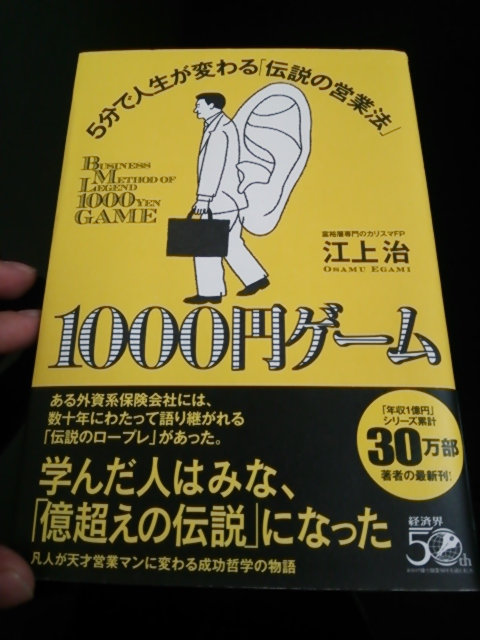 5分で人生が変わる「伝説の営業法」
BUSINESS
METHOD OF
LEGEND
1000 YEN
GAME
富裕層専門のカリスマFP
江上治
OSAMU EGAMI
1000円ゲーム
ある外資系保険会社には、
数十年にわたって語り継がれる
「伝説のロープレ」があった。
「年収1億円」
シリーズ累計
30万部
著者の最新刊!
学んだ人はみな、
「億超えの伝説」になった
凡人が天才営業マンに変わる成功哲学の物語
経済界
50th